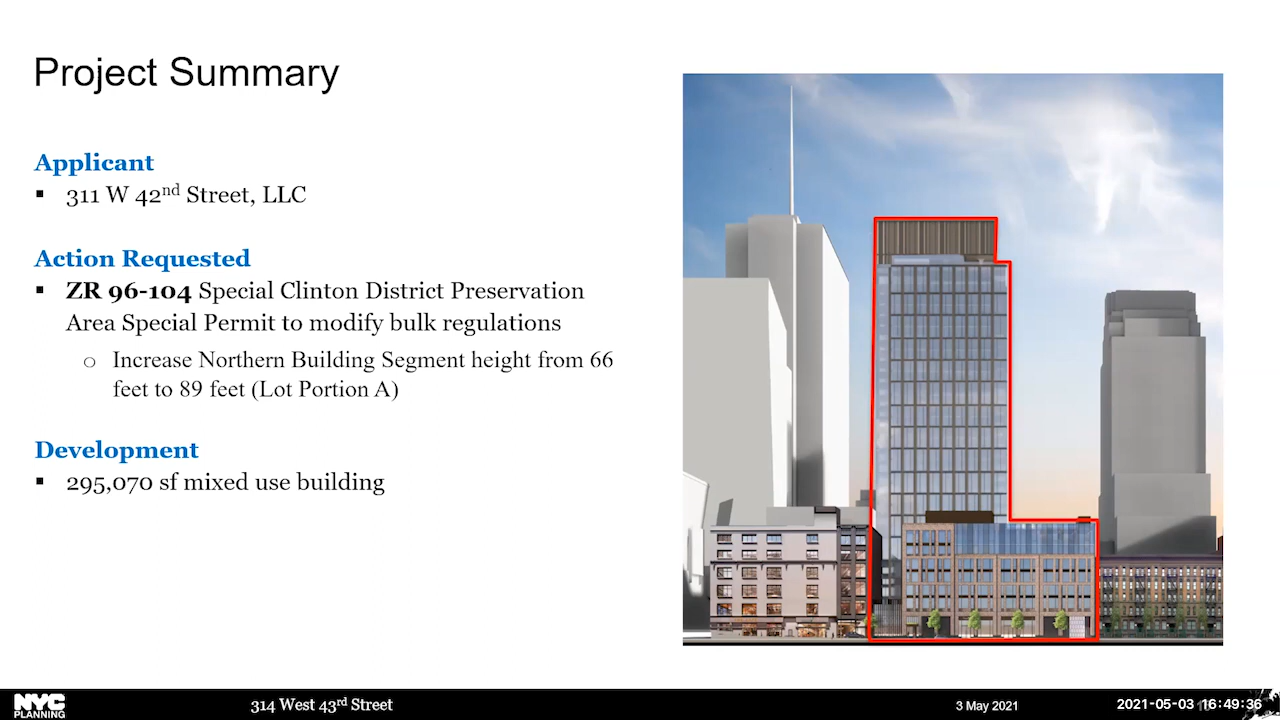 Project Summary
Applicant
▪ 311 W 42nd Street, LLC
Action Requested
▪ ZR 96-104 Special Clinton District Preservation
Area Special Permit to modify bulk regulations
o Increase Northern Building Segment height from 66
feet to 89 feet (Lot Portion A)
Development
▪ 295,070 sf mixed use building
NYC
PLANNING
314 West 43rd Street
3 May 2021
2021-05-03 16:49:36